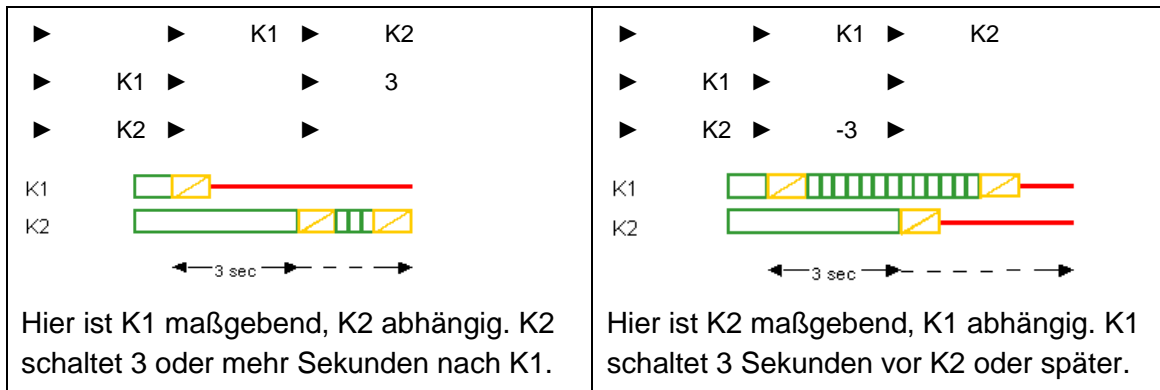 ► ► K1 ► K2
► K1 ► ► 3
► K2 ► ►
K1
K2
3 sec
Hier ist K1 maßgebend, K2 abhängig. K2
schaltet 3 oder mehr Sekunden nach K1.
► ► K1 ► K2
► K1 ► ►
► K2 ► -3 ►
K1
K2
3 sec
Hier ist K2 maßgebend, K1 abhängig. K1
schaltet 3 Sekunden vor K2 oder später.